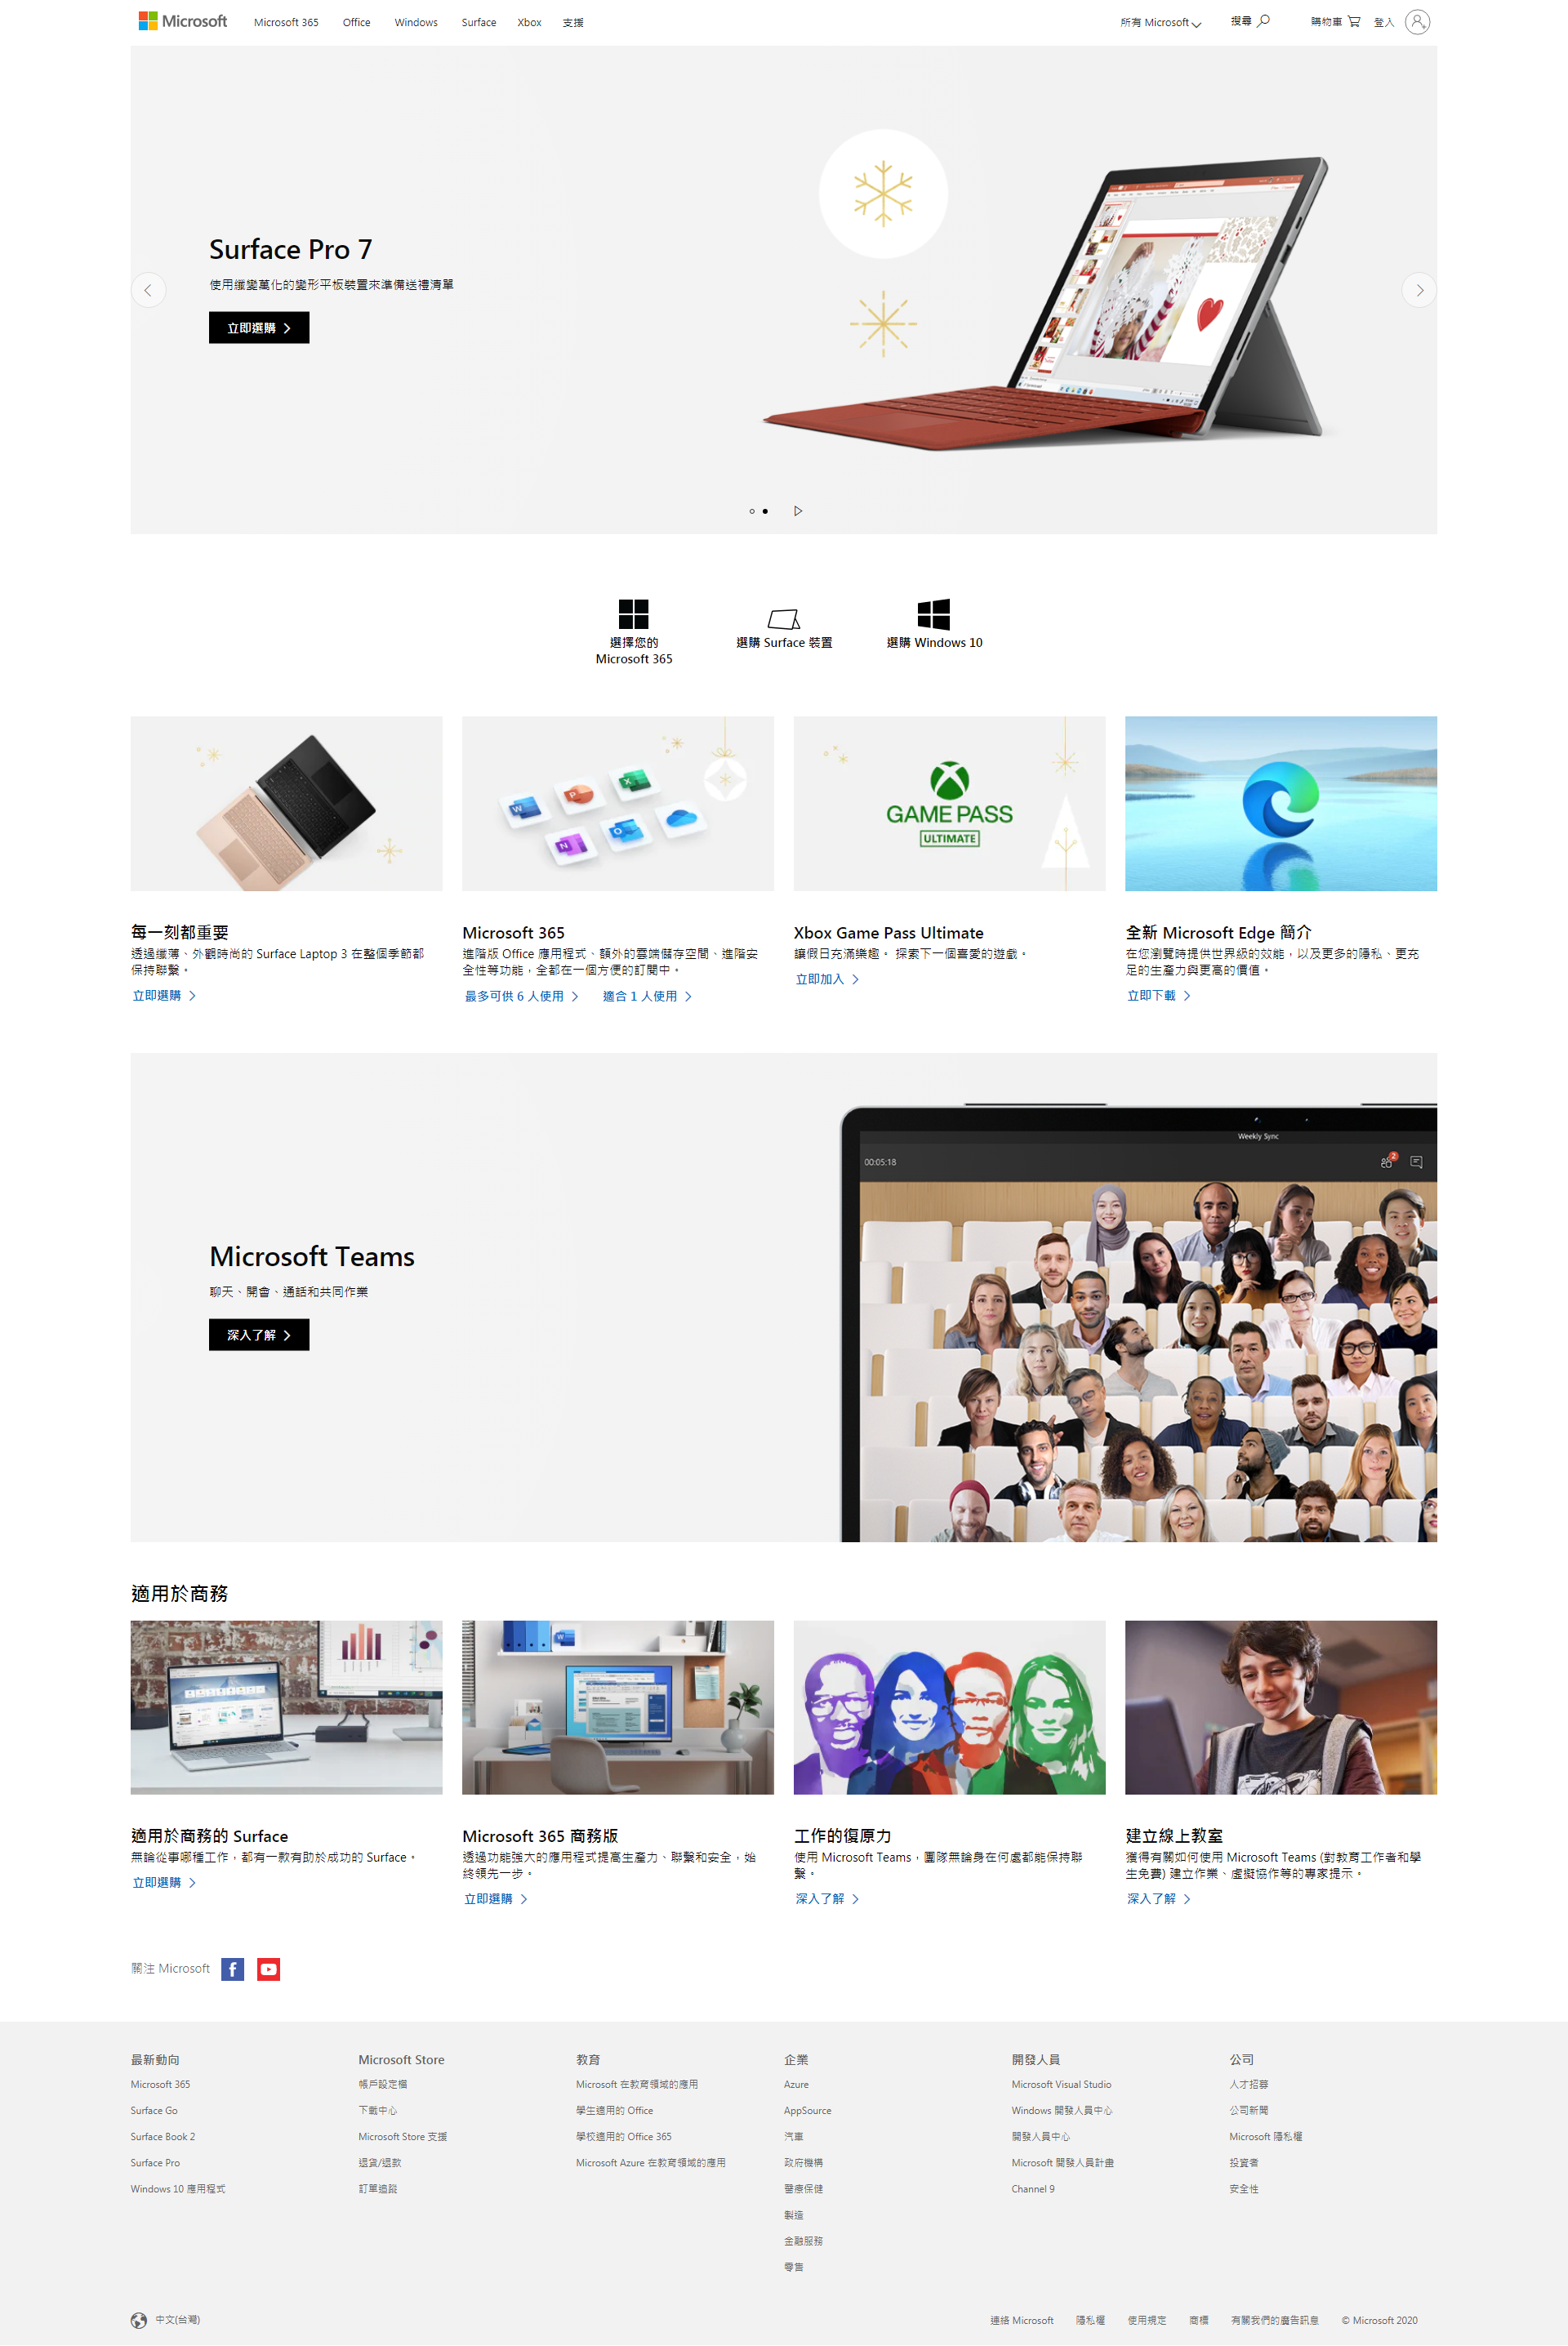 Microsoft
Microsoft 365
Office
Windows
Surface
Xbox
支援
所有 Microsoft
搜尋
購物車
登入
Surface Pro 7
使用纖變萬化的變形平板裝置來準備送禮清單
立即選購
選擇您的
Microsoft 365
選購 Surface 裝置
選購 Windows 10
GAME PASS
ULTIMATE
每一刻都重要
透過纖薄、外觀時尚的 Surface Laptop 3 在整個季節都
保持聯繫。
立即選購
Microsoft 365
進階版 Office 應用程式、額外的雲端儲存空間、進階安
全性等功能，全都在一個方便的訂閱中。
最多可供 6 人使用
適合 1 人使用
Xbox Game Pass Ultimate
讓假日充滿樂趣。 探索下一個喜愛的遊戲。
立即加入
全新 Microsoft Edge 簡介
在您瀏覽時提供世界級的效能，以及更多的隱私、更充
足的生產力與更高的價值。
立即下載
Weekly Sync
00:05:18
2
Microsoft Teams
聊天、開會、通話和共同作業
深入了解
適用於商務
適用於商務的 Surface
無論從事哪種工作，都有一款有助於成功的 Surface。
立即選購
Microsoft 365 商務版
透過功能強大的應用程式提高生產力、聯繫和安全，始
終領先一步。
立即選購
工作的復原力
使用 Microsoft Teams，團隊無論身在何處都能保持聯
繫。
深入了解
建立線上教室
獲得有關如何使用 Microsoft Teams (對教育工作者和學
生免費) 建立作業、虛擬協作等的專家提示。
深入了解
關注 Microsoft
最新動向
Microsoft 365
Surface Go
Surface Book 2
Surface Pro
Windows 10 應用程式
Microsoft Store
帳戶設定檔
下載中心
Microsoft Store 支援
退貨/退款
訂單追蹤
教育
Microsoft 在教育領域的應用
學生適用的 Office
學校適用的 Office 365
Microsoft Azure 在教育領域的應用
企業
Azure
AppSource
汽車
政府機構
醫療保健
製造
金融服務
零售
開發人員
Microsoft Visual Studio
Windows 開發人員中心
開發人員中心
Microsoft 開發人員計畫
Channel 9
公司
人才招募
公司新聞
Microsoft 隱私權
投資者
安全性
中文(台灣)
連絡 Microsoft
隱私權
使用規定
商標
有關我們的廣告訊息
© Microsoft 2020